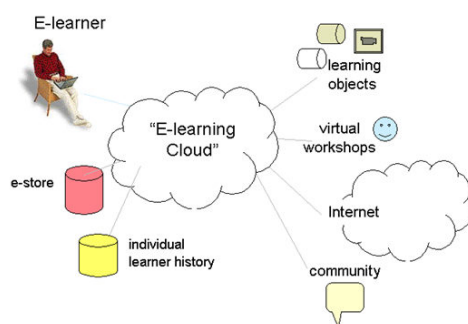 E-learner
learning
objects
"E-learning
Cloud"
virtual
workshops
e-store
Internet
individual
learner history
community